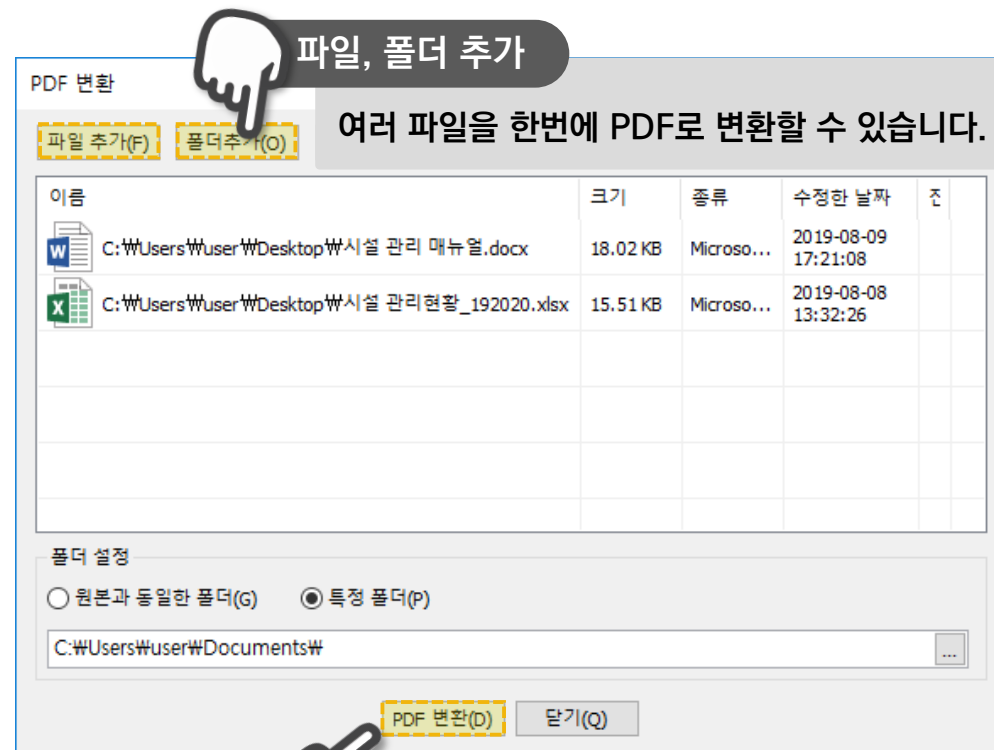 파일, 폴더 추가
PDF 변환
여러 파일을 한번에 PDF로 변환할 수 있습니다.
파일 추가(F) 폴더추가(O)
이름 크기 종류 수정한 날짜 진
C:₩Users₩user₩Desktop₩시설 관리 매뉴얼.docx 18.02 KB Microso... 2019-08-09
17:21:08
C:₩Users₩user₩Desktop₩시설 관리현황_192020.xlsx 15.51 KB Microso... 2019-08-08
13:32:26
폴더 설정
원본과 동일한 폴더(G) 특정 폴더(P)
C:₩Users₩user₩Documents₩ ...
PDF 변환(D) 닫기(Q)